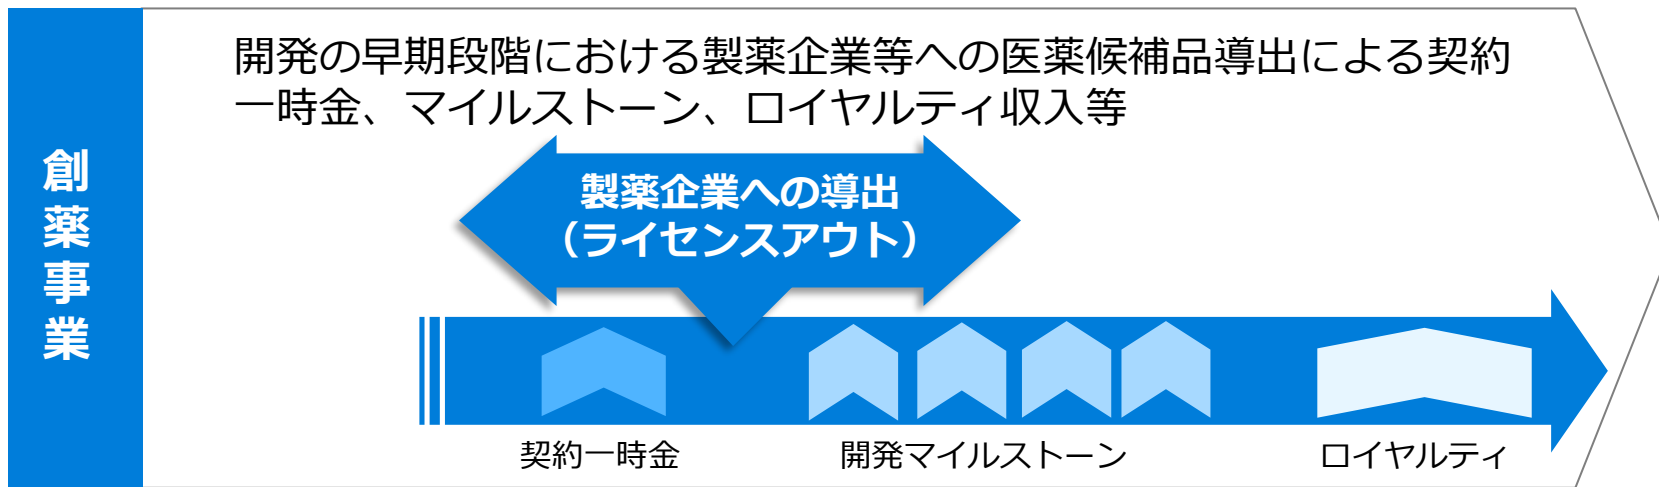 創薬事業
開発の早期段階における製薬企業等への医薬候補品導出による契約
一時金、マイルストーン、ロイヤルティ収入等
製薬企業への導出
（ライセンスアウト）
契約一時金
開発マイルストーン
ロイヤルティ